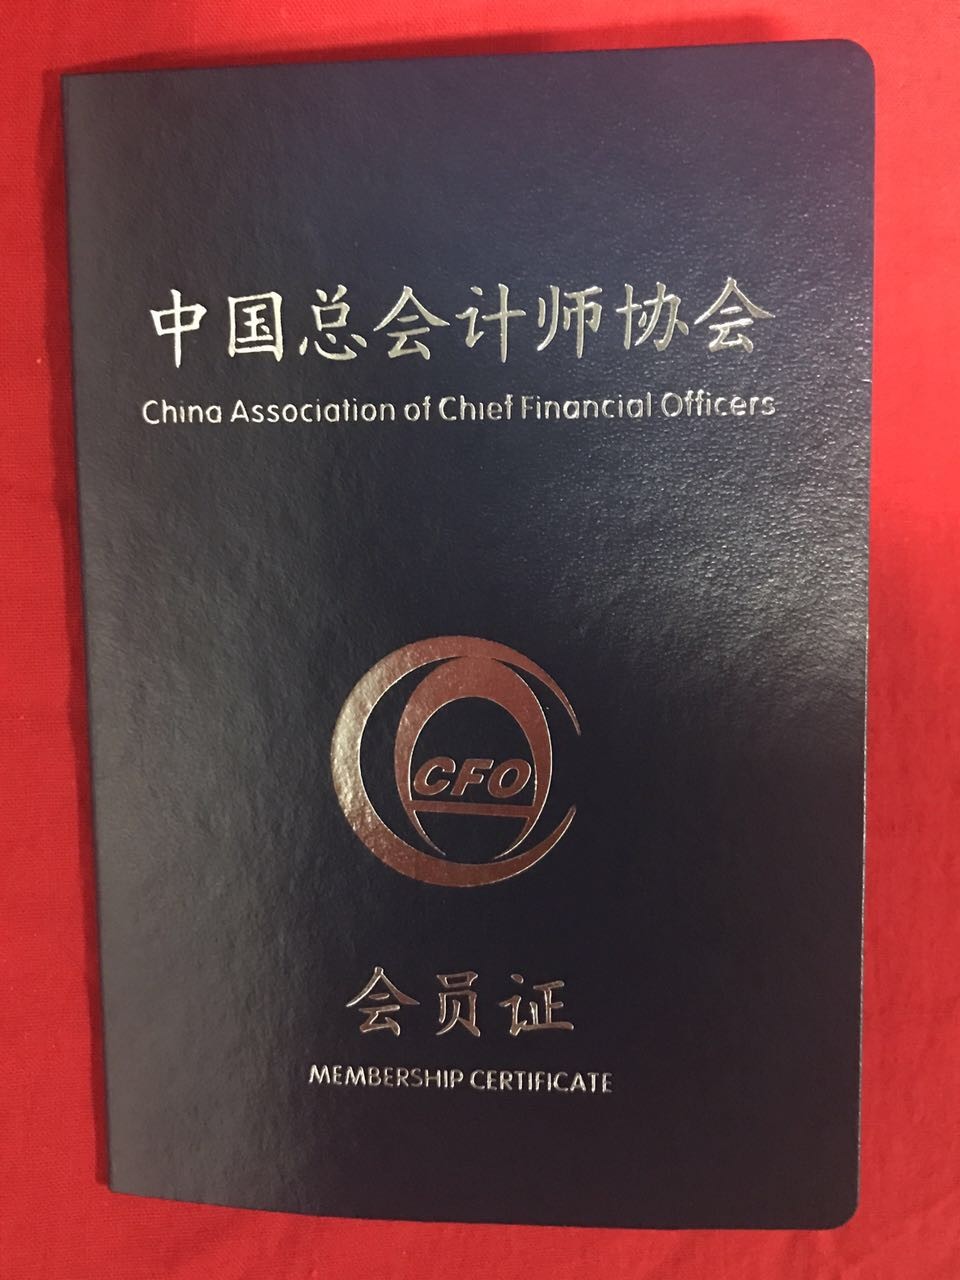 中国总会计师协会
China Association of Chief Financial Officers
CFO
会员证
MEMBERSHIP CERTIFICATE